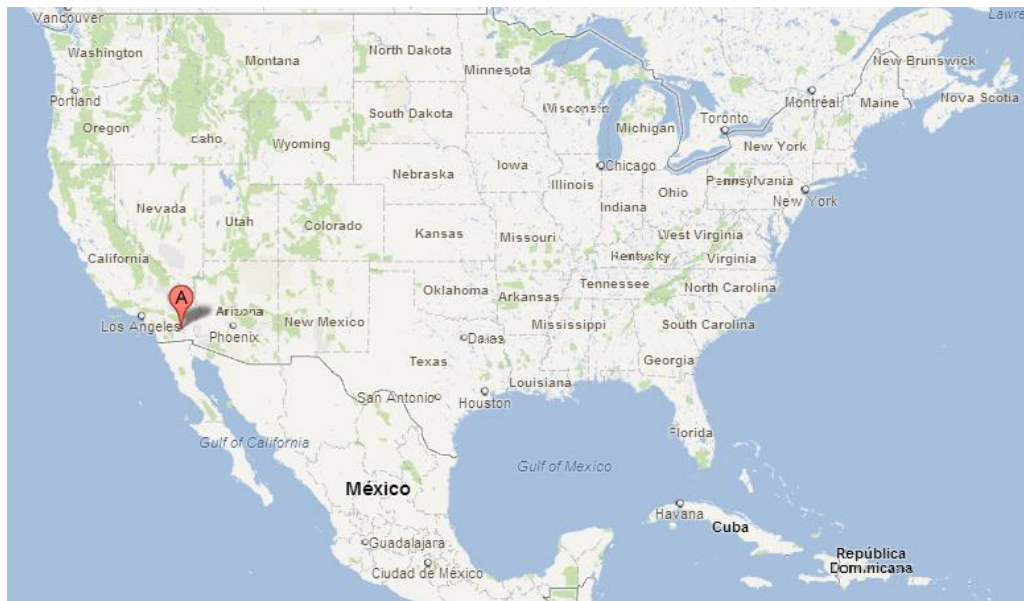 Vancouver
Washington
Montana
North Dakota
Minnesota
Lawre
New Brunswick
Nova Scotia
Maine
Montréal
Portland
Oregon
South Dakota
Wisconsin
Michigan
Toronto
New York
caho
Wyoming
Iowa
Chicago
Nebraska
Illinois
Ohio
Pennsylvania
New York
Indiana
Nevada
Utah
Colorado
Kansas
Missouri
West Virginia
Kentucky
Virginia
California
Oklahoma
Arkansas
Tennessee
North Carolina
A
Arizona
Los Angeles
Phoenix
New Mexico
Mississippi
South Carolina
Dallas
Texas
Georgia
Louisiana
San Antonio
Houston
Florida
Gulf of California
Gulf of Mexico
México
Havana
Cuba
Guadalajara
Ciudad de México
República
Dominicana